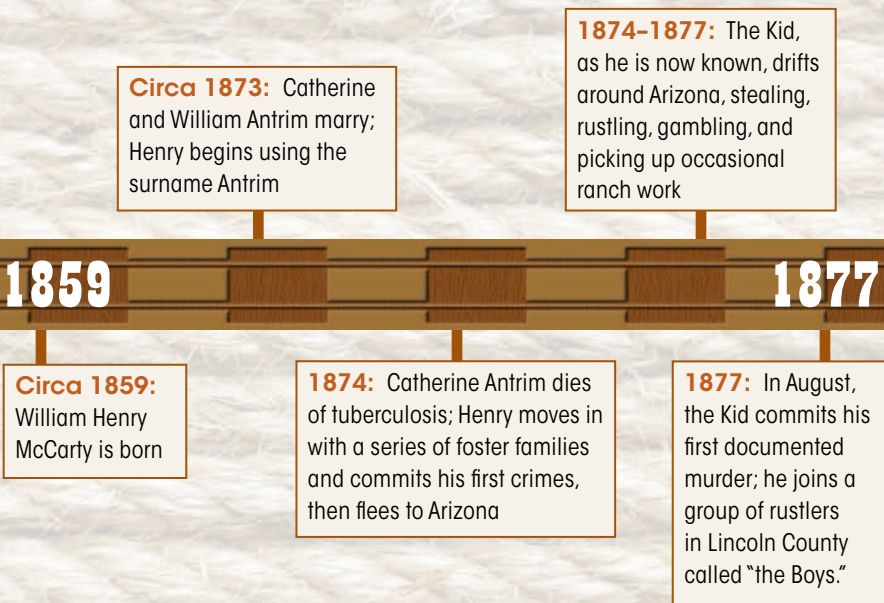 Circa 1873: Catherine
and William Antrim marry;
Henry begins using the
surname Antrim
1874–1877: The Kid,
as he is now known, drifts
around Arizona, stealing,
rustling, gambling, and
picking up occasional
ranch work
1859
1877
Circa 1859:
William Henry
McCarty is born
1874: Catherine Antrim dies
of tuberculosis; Henry moves in
with a series of foster families
and commits his first crimes,
then flees to Arizona
1877: In August,
the Kid commits his
first documented
murder; he joins a
group of rustlers
in Lincoln County
called “the Boys.”